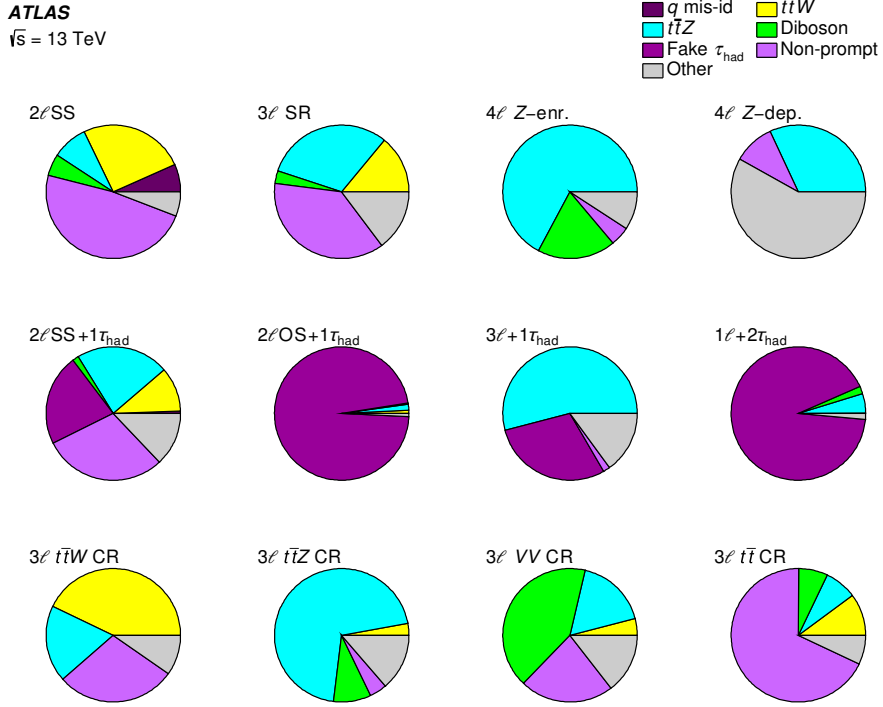 ATLAS
√s = 13 TeV
q mis-id
tt̄W
tt̄Z
Diboson
Fake τhad
Non-prompt
Other
2ℓSS
3ℓ SR
4ℓ Z−enr.
4ℓ Z−dep.
2ℓSS+1τhad
2ℓOS+1τhad
3ℓ+1τhad
1ℓ+2τhad
3ℓ tt̄W CR
3ℓ tt̄Z CR
3ℓ VV CR
3ℓ tt̄ CR